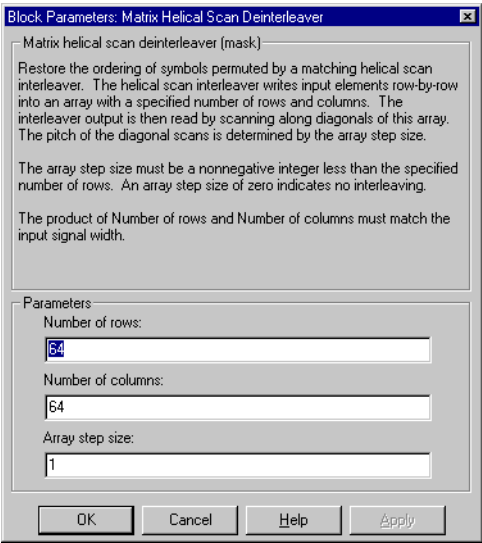 Block Parameters: Matrix Helical Scan Deinterleaver
Matrix helical scan deinterleaver (mask)
Restore the ordering of symbols permuted by a matching helical scan
interleaver. The helical scan interleaver writes input elements row-by-row
into an array with a specified number of rows and columns. The
interleaver output is then read by scanning along diagonals of this array.
The pitch of the diagonal scans is determined by the array step size.
The array step size must be a nonnegative integer less than the specified
number of rows. An array step size of zero indicates no interleaving.
The product of Number of rows and Number of columns must match the
input signal width.
Parameters
Number of rows:
64
Number of columns:
64
Array step size:
1
OK Cancel Help Apply